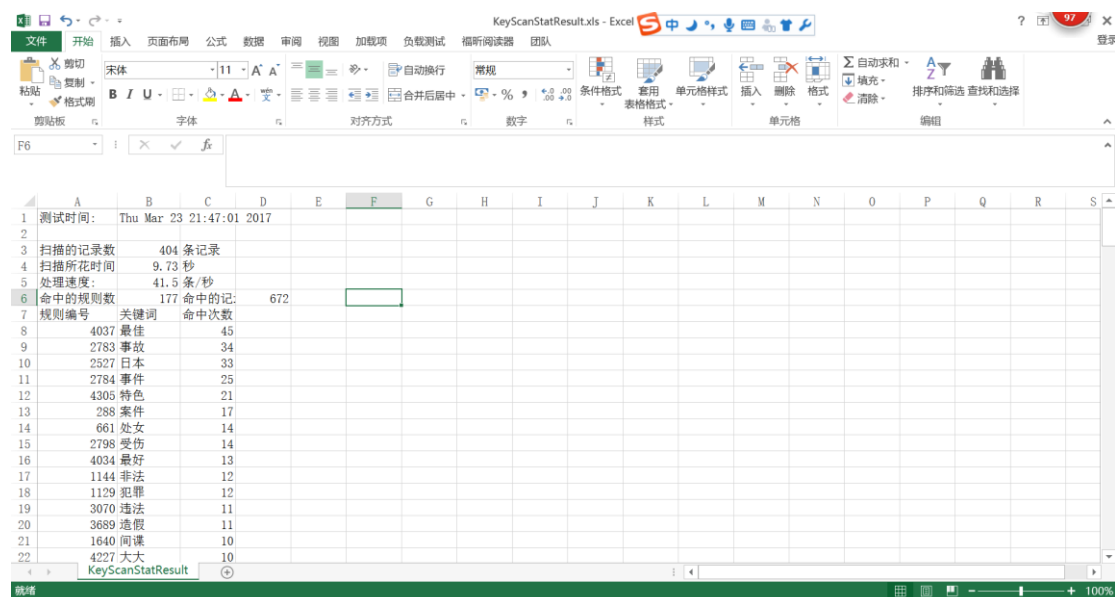 KeyScanStatResult.xls - Excel
中
?
97
文件 开始 插入 页面布局 公式 数据 审阅 视图 加载项 负载测试 福昕阅读器 团队
登录
剪切
复制
格式刷
粘贴
宋体 11 A A
B I U A wén 文
自动换行
合并后居中
常规
% , .0 .00 .00 .0
条件格式 套用 表格格式 单元格样式
插入 删除 格式
Σ 自动求和
填充
清除
A Z 排序和筛选 查找和选择
剪贴板 字体 对齐方式 数字 样式 单元格 编辑
F6 fx
A B C D E F G H I J K L M N O P Q R S
1 测试时间: Thu Mar 23 21:47:01 2017
2
3 扫描的记录数 404 条记录
4 扫描所花时间 9.73 秒
5 处理速度: 41.5 条/秒
6 命中的规则数 177 命中的记 672
7 规则编号 关键词 命中次数
8 4037 最佳 45
9 2783 事故 34
10 2527 日本 33
11 2784 事件 25
12 4305 特色 21
13 288 案件 17
14 661 处女 14
15 2798 受伤 14
16 4034 最好 13
17 1144 非法 12
18 1129 犯罪 12
19 3070 违法 11
20 3689 造假 11
21 1640 间谍 10
22 4227 大大 10
KeyScanStatResult
就绪 100%